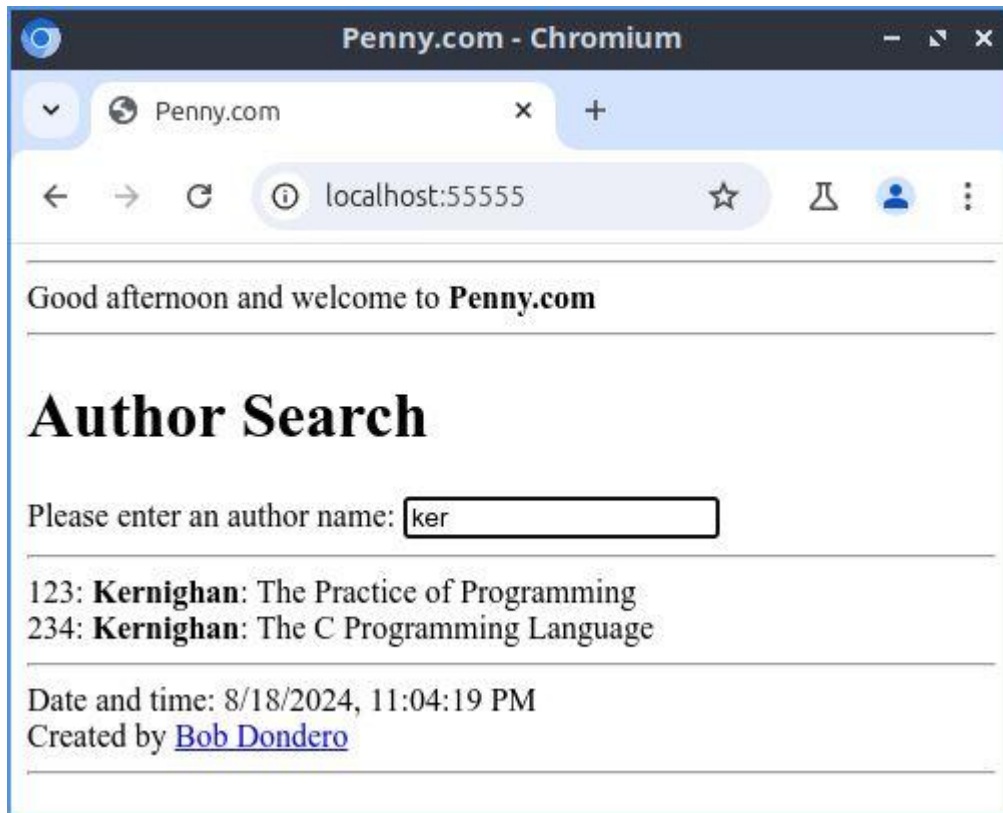 Penny.com - Chromium
Penny.com
localhost:55555
Good afternoon and welcome to Penny.com
Author Search
Please enter an author name: ker
123: Kernighan: The Practice of Programming
234: Kernighan: The C Programming Language
Date and time: 8/18/2024, 11:04:19 PM
Created by Bob Dondero